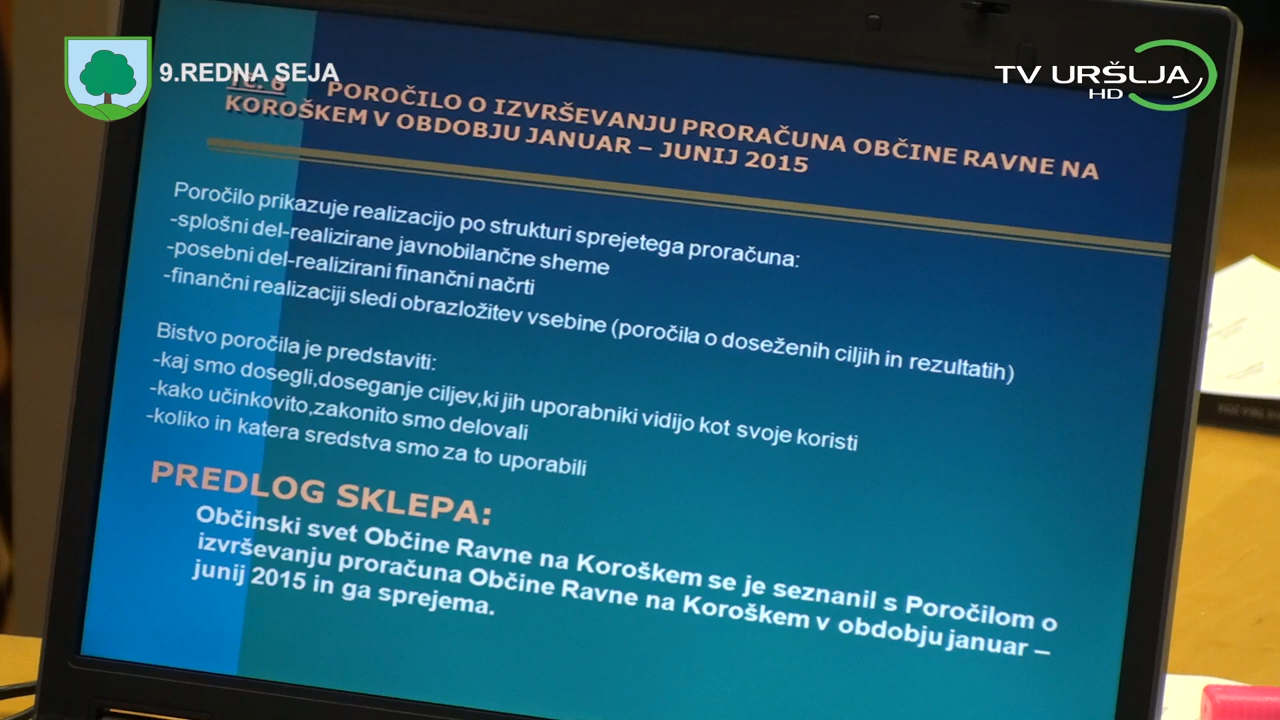 9.REDNA SEJA
TV URŠLJA
HD
POROČILO O IZVRŠEVANJU PRORAČUNA OBČINE RAVNE NA
KOROŠKEM V OBDOBJU JANUAR – JUNIJ 2015
Poročilo prikazuje realizacijo po strukturi sprejetega proračuna:
-splošni del-realizirane javnobilančne sheme
-posebni del-realizirani finančni načrti
-finančni realizaciji sledi obrazložitev vsebine (poročila o doseženih ciljih in rezultatih)
Bistvo poročila je predstaviti:
-kaj smo dosegli,doseganje ciljev,ki jih uporabniki vidijo kot svoje koristi
-kako učinkovito,zakonito smo delovali
-koliko in katera sredstva smo za to uporabili
PREDLOG SKLEPA:
Občinski svet Občine Ravne na Koroškem se je seznanil s Poročilom o
izvrševanju proračuna Občine Ravne na Koroškem v obdobju januar –
junij 2015 in ga sprejema.